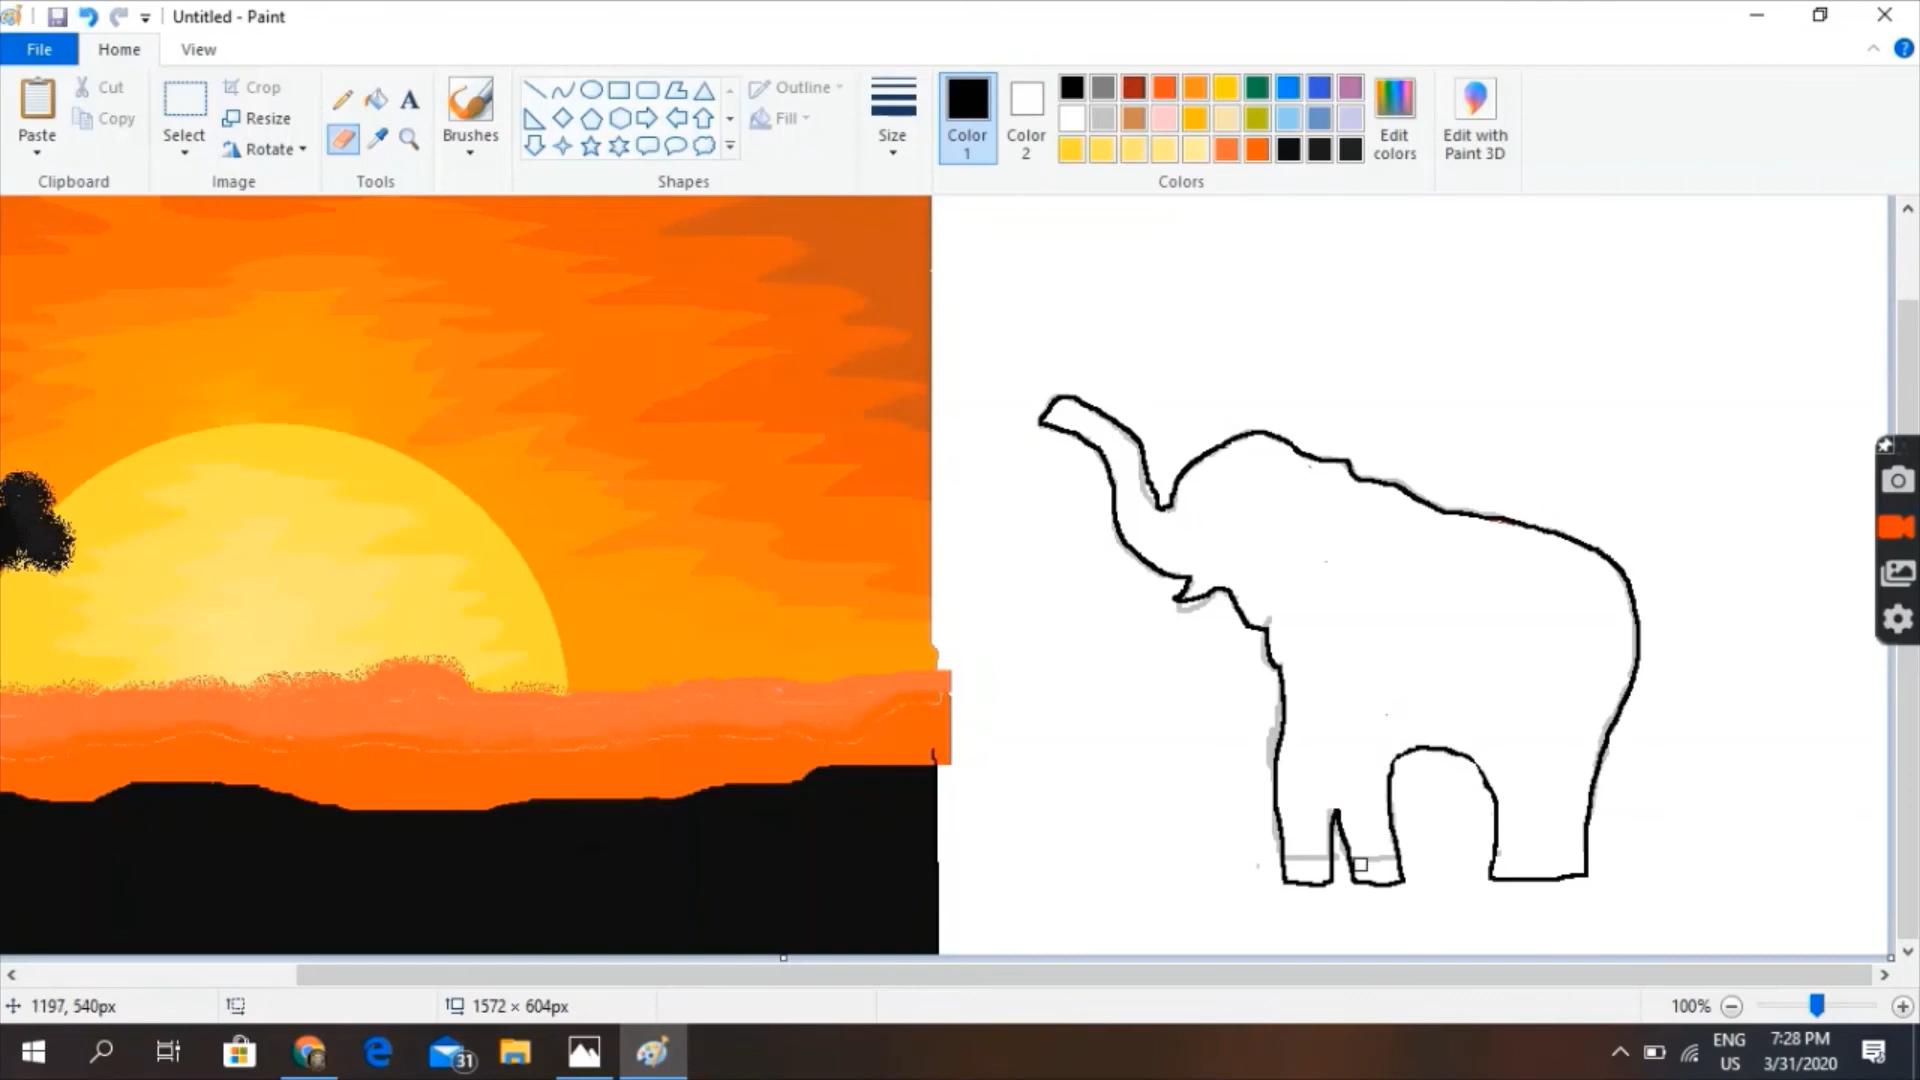 Untitled - Paint
File Home View
Paste
Cut
Copy
Clipboard
Select
Crop
Resize
Rotate
Image
A
Tools
Brushes
Shapes
Outline
Fill
Size
Color 1
Color 2
Edit colors
Edit with Paint 3D
Colors
1197, 540px
1572 × 604px
100%
31
ENG
US
7:28 PM
3/31/2020